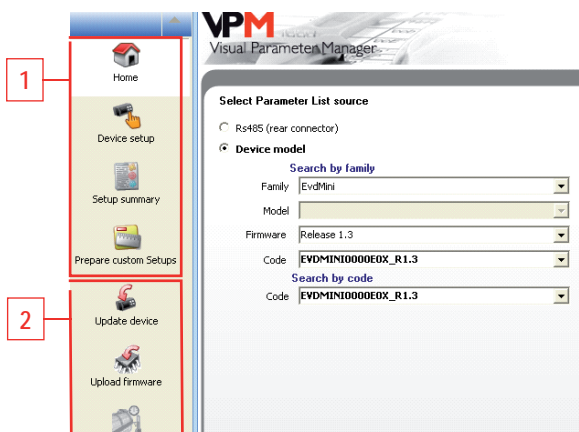 1
Home
Device setup
Setup summary
Prepare custom Setups
2
Update device
Upload firmware
VPM
Visual Parameter Manager
Select Parameter List source
Rs485 (rear connector)
Device model
Search by family
Family EvdMini
Model
Firmware Release 1.3
Code EVDMINI0000E0X_R1.3
Search by code
Code EVDMINI0000E0X_R1.3